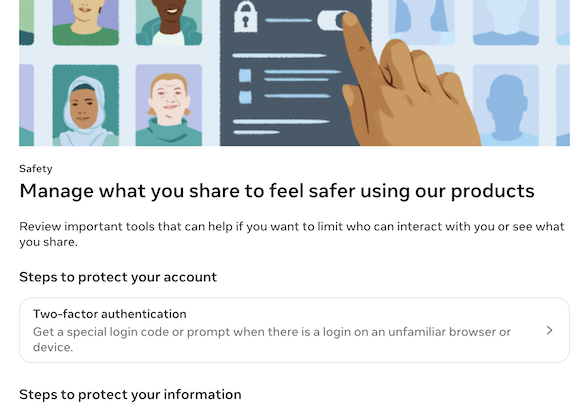 Safety
Manage what you share to feel safer using our products
Review important tools that can help if you want to limit who can interact with you or see what
you share.
Steps to protect your account
Two-factor authentication
Get a special login code or prompt when there is a login on an unfamiliar browser or
device.
Steps to protect your information